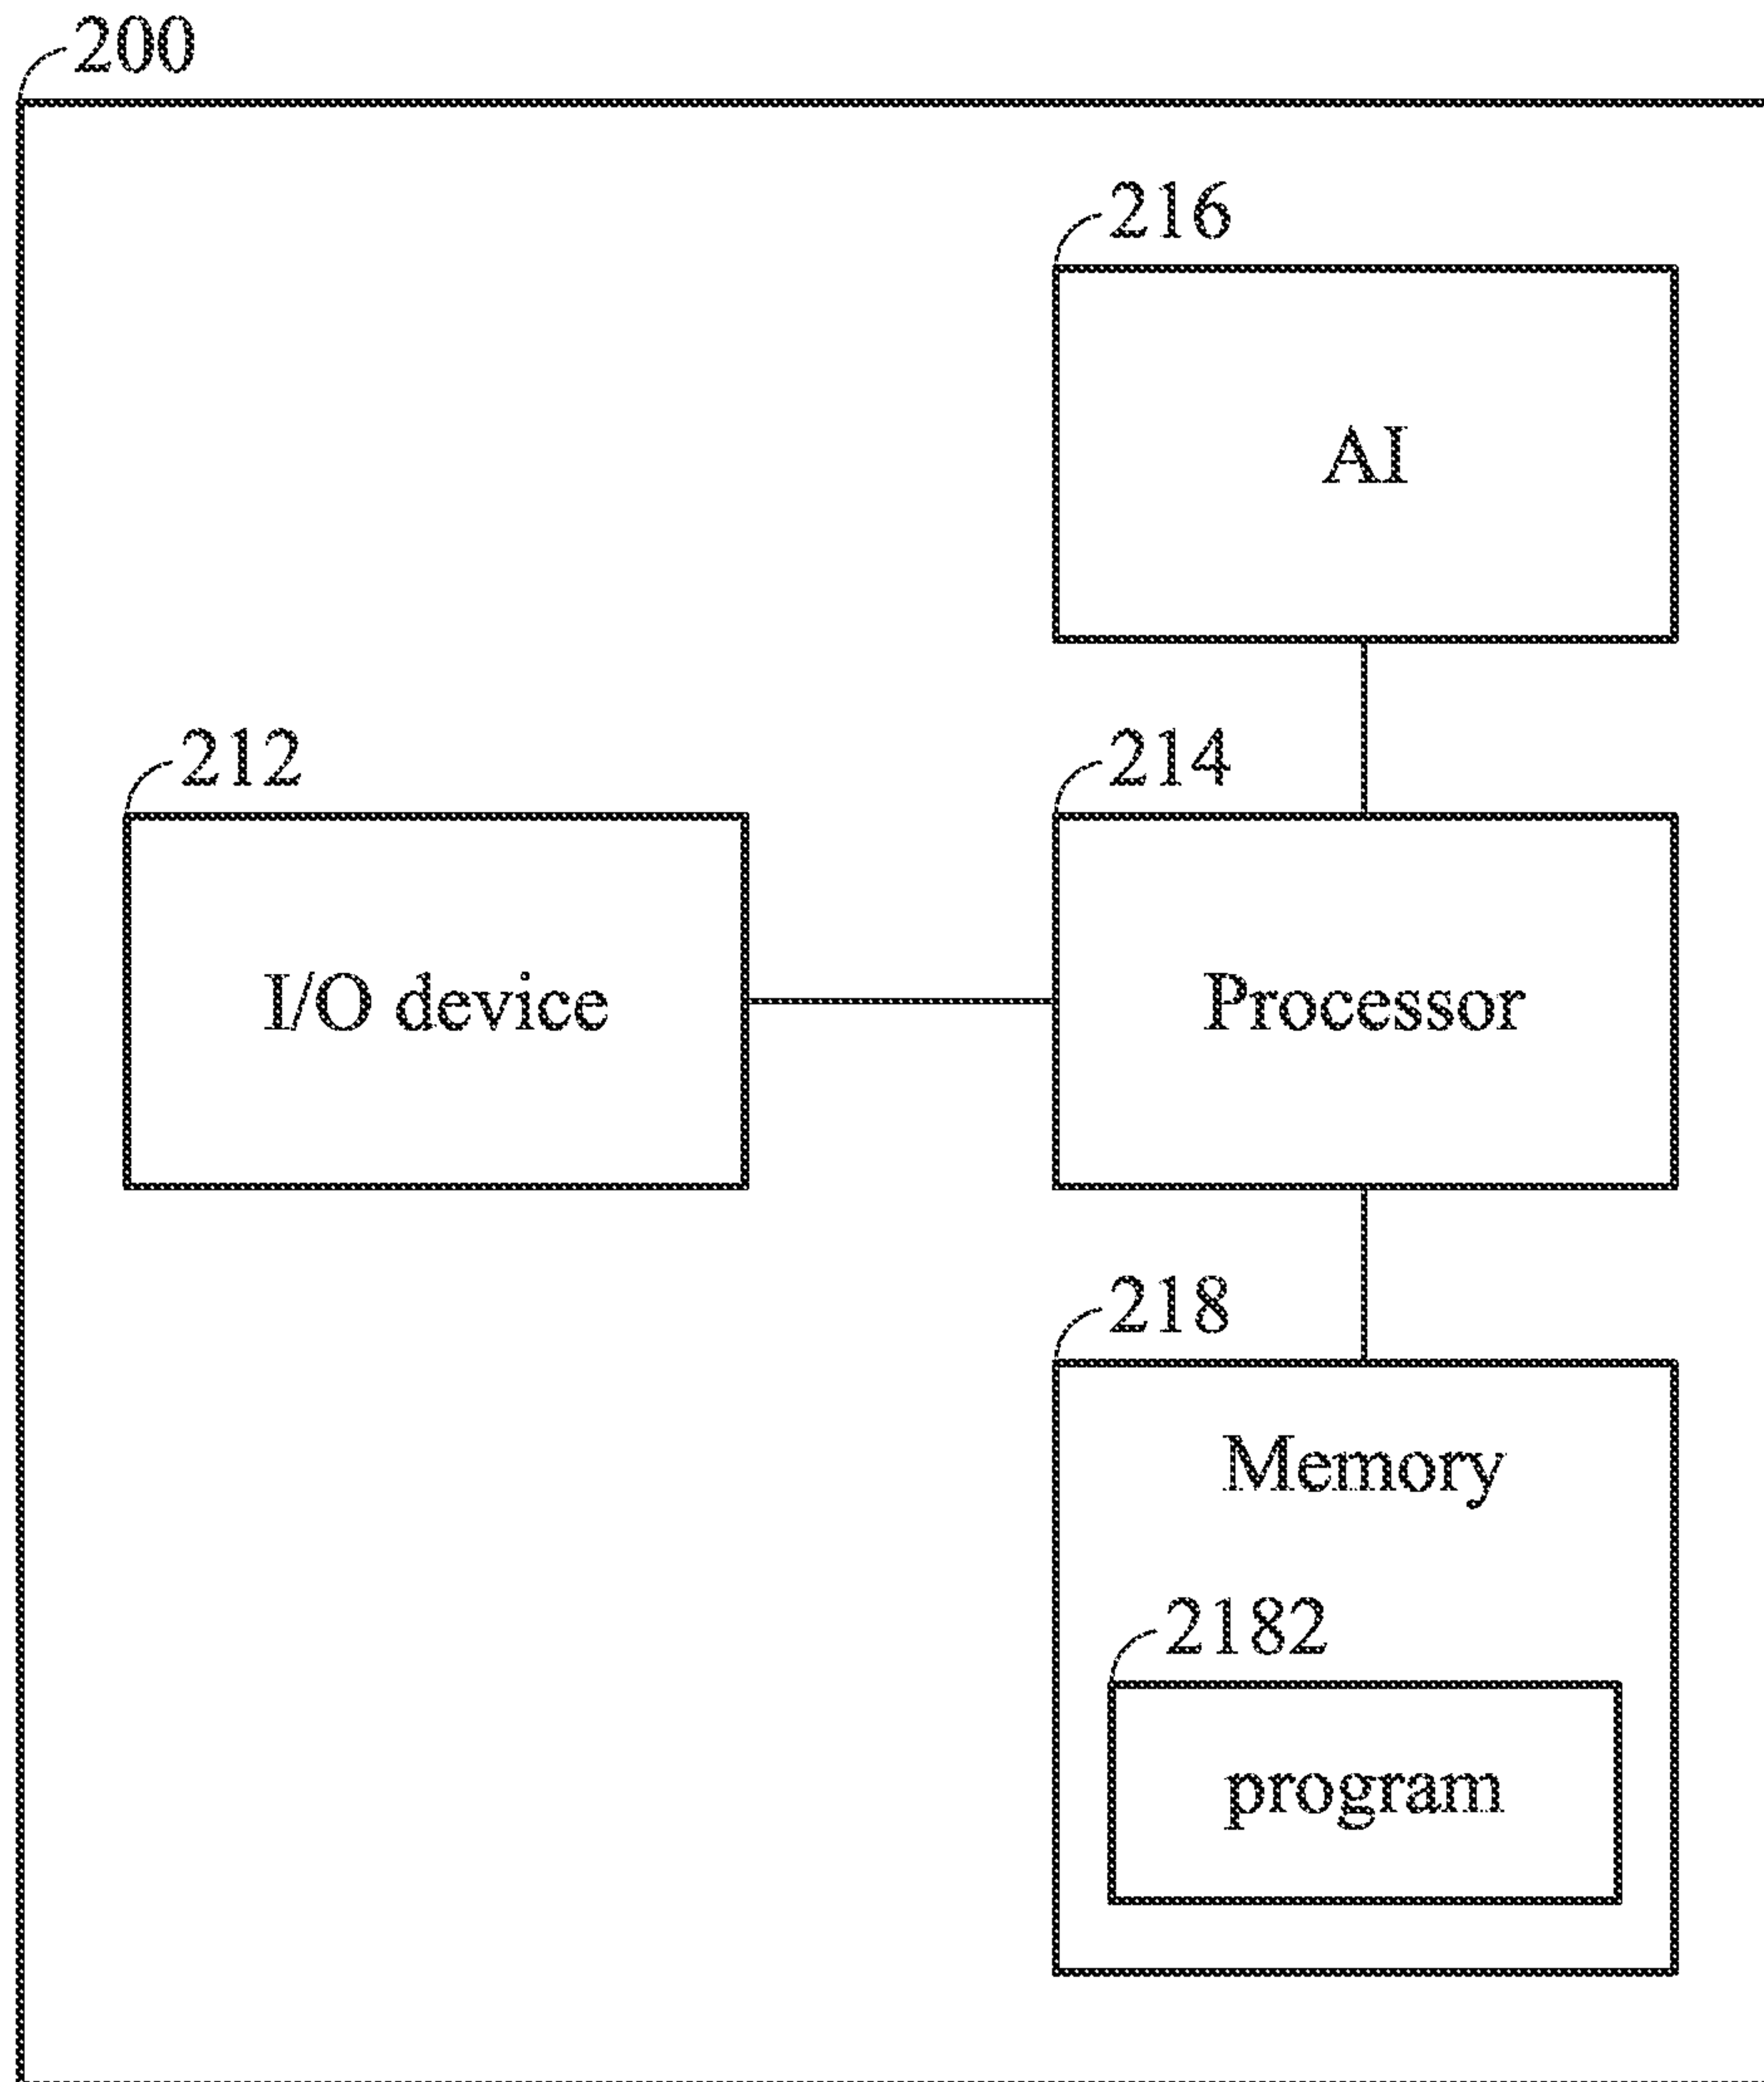 200
216
AI
212
214
I/O device
Processor
218
Memory
2182
program